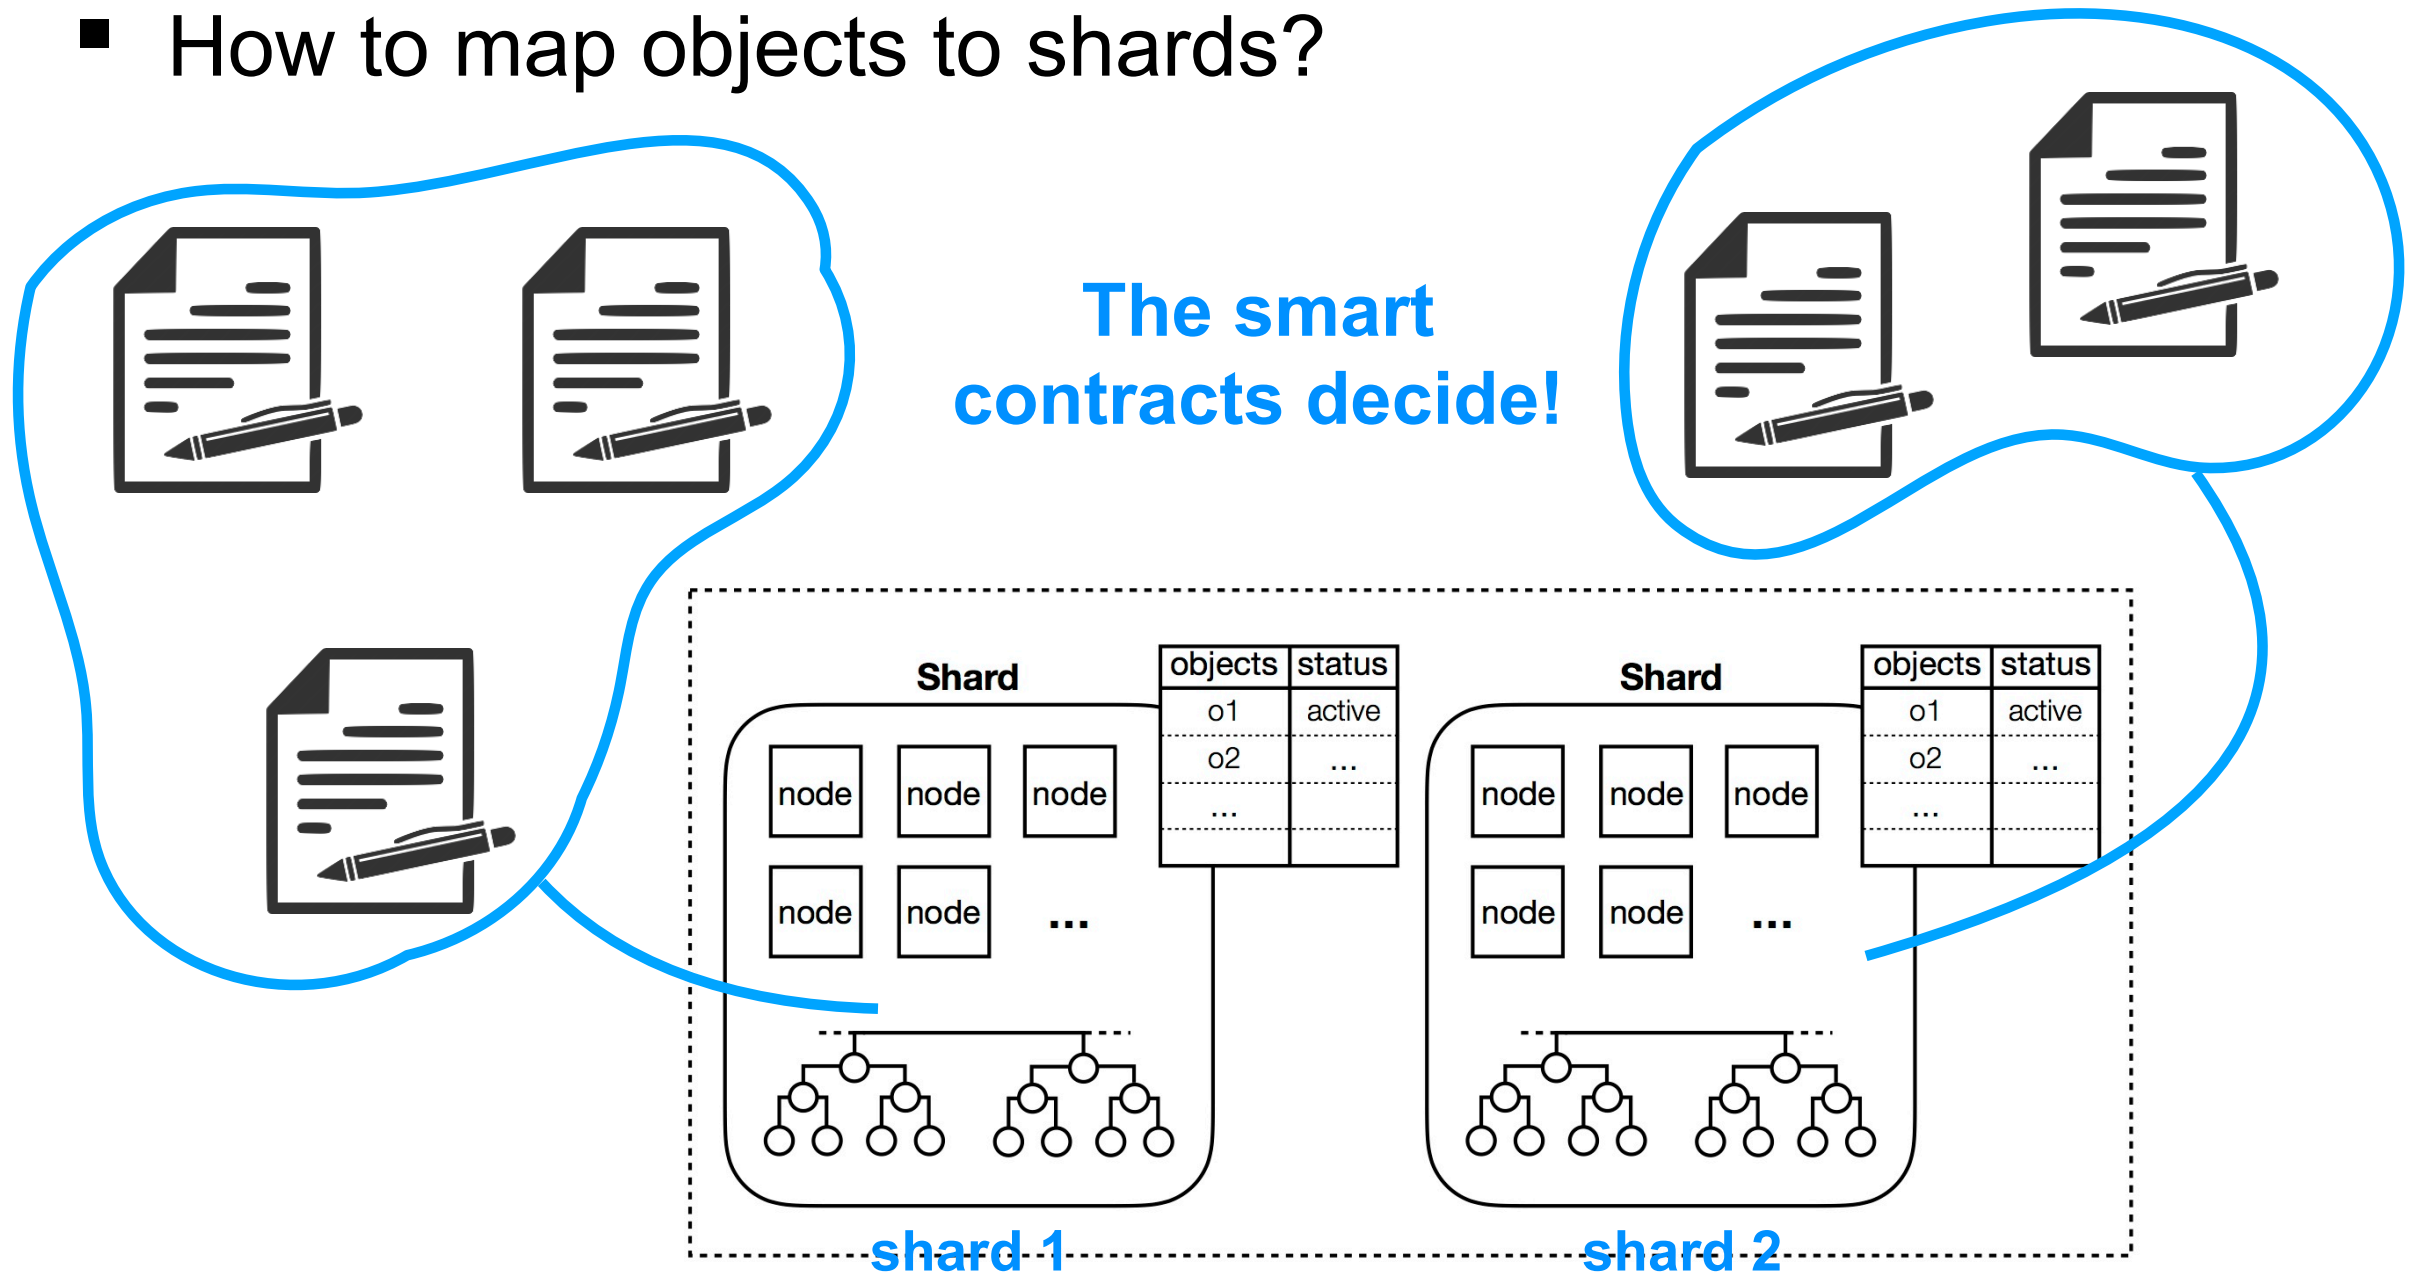 ▪ How to map objects to shards?
The smart
contracts decide!
Shard
objects status
o1 active
o2 ...
...
node node node
node node ...
shard 1
Shard
objects status
o1 active
o2 ...
...
node node node
node node ...
shard 2